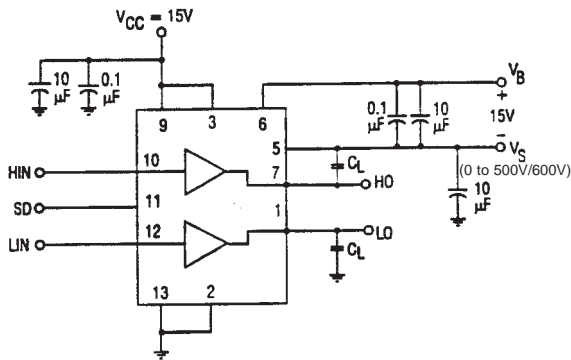 VCC = 15V
10 µF
0.1 µF
9
3
6
0.1 µF
10 µF
VB
+
15V
−
VS
(0 to 500V/600V)
5
CL
7
HO
10 µF
HIN
10
SD
11
1
LIN
12
LO
CL
13
2